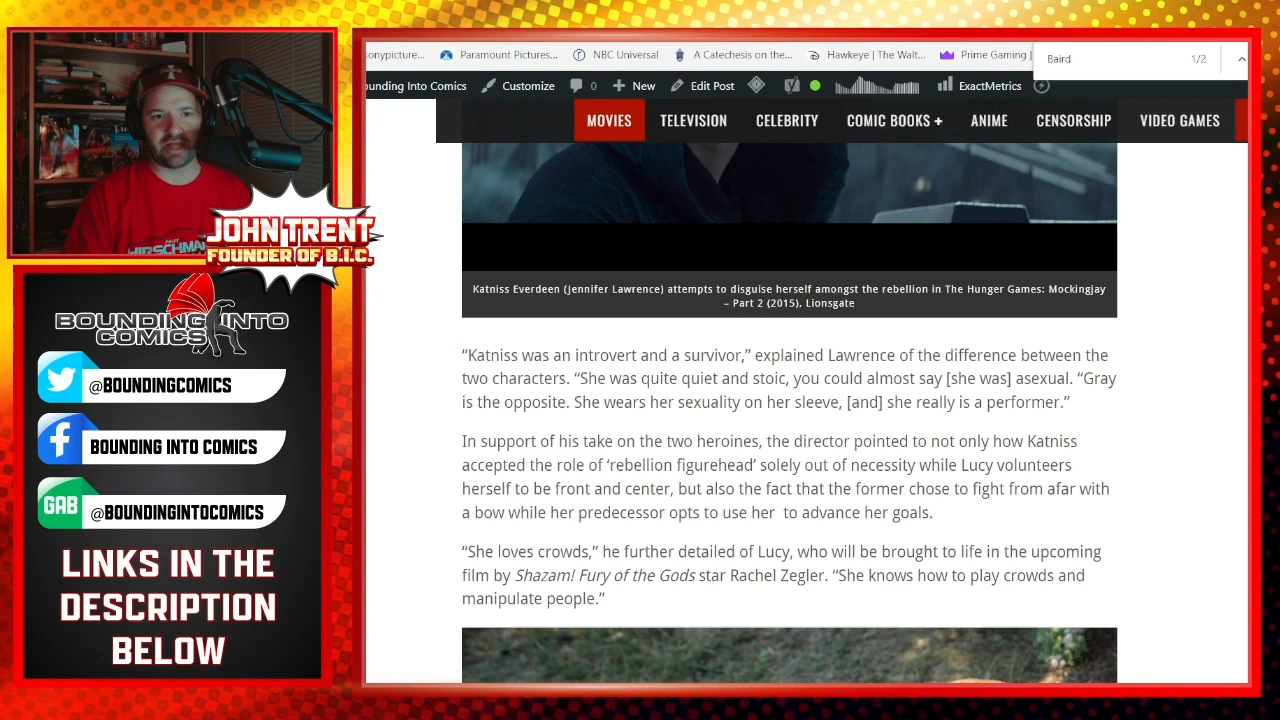 sonypicture...
Paramount Pictures...
NBC Universal
A Catechesis on the...
Hawkeye | The Walt...
Prime Gaming |
Baird
1/2
ounding Into Comics
Customize
0
New
Edit Post
ExactMetrics
MOVIES
TELEVISION
CELEBRITY
COMIC BOOKS +
ANIME
CENSORSHIP
VIDEO GAMES
HIRSCHMA
JOHN TRENT
FOUNDER OF B.I.C.
BOUNDING INTO
COMICS
@BOUNDINGCOMICS
BOUNDING INTO COMICS
GAB
@BOUNDINGINTOCOMICS
LINKS IN THE
DESCRIPTION
BELOW
Katniss Everdeen (Jennifer Lawrence) attempts to disguise herself amongst the rebellion in The Hunger Games: Mockingjay
– Part 2 (2015), Lionsgate
“Katniss was an introvert and a survivor,” explained Lawrence of the difference between the
two characters. “She was quite quiet and stoic, you could almost say [she was] asexual. “Gray
is the opposite. She wears her sexuality on her sleeve, [and] she really is a performer.”
In support of his take on the two heroines, the director pointed to not only how Katniss
accepted the role of ‘rebellion figurehead’ solely out of necessity while Lucy volunteers
herself to be front and center, but also the fact that the former chose to fight from afar with
a bow while her predecessor opts to use her  to advance her goals.
“She loves crowds,” he further detailed of Lucy, who will be brought to life in the upcoming
film by Shazam! Fury of the Gods star Rachel Zegler. “She knows how to play crowds and
manipulate people.”